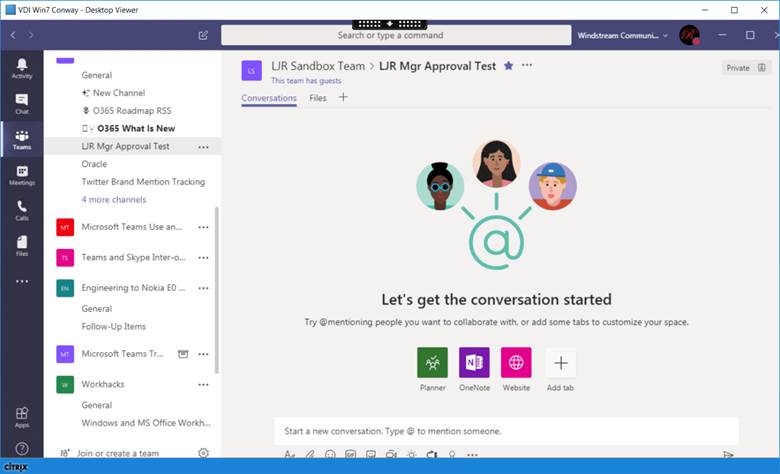 VDI Win7 Conway - Desktop Viewer
Search or type a command
Windstream Communi...
Activity
Chat
Teams
Meetings
Calls
Files
Apps
General
New Channel
O365 Roadmap RSS
O365 What Is New
LJR Mgr Approval Test
Oracle
Twitter Brand Mention Tracking
4 more channels
MT Microsoft Teams Use an...
TS Teams and Skype Inter-o...
EN Engineering to Nokia E0 ...
General
Follow-Up Items
MT Microsoft Teams Tr...
W Workhacks
General
Windows and MS Office Workh...
Join or create a team
LS LJR Sandbox Team > LJR Mgr Approval Test
Private
This team has guests
Conversations Files
Let's get the conversation started
Try @mentioning people you want to collaborate with, or add some tabs to customize your space.
Planner OneNote Website Add tab
Start a new conversation. Type @ to mention someone.
GIF
CITRIX